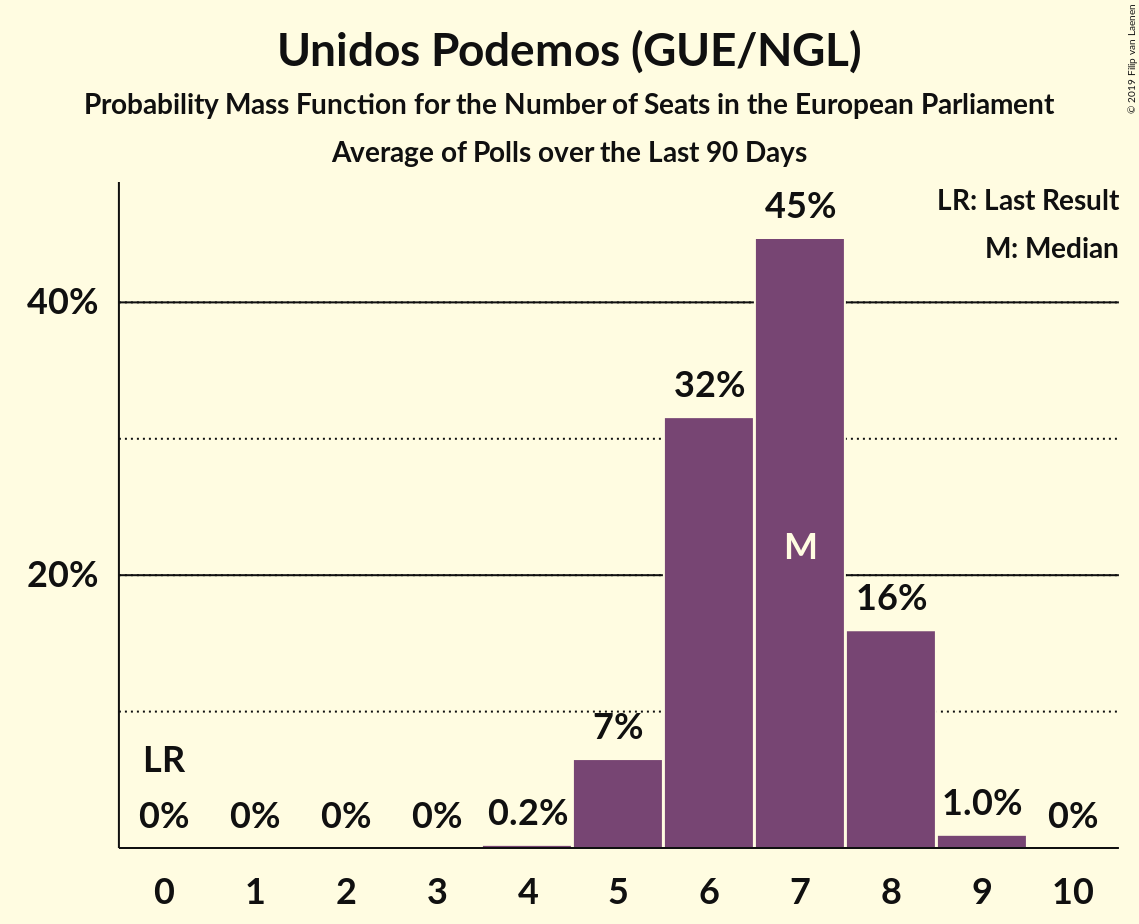 Unidos Podemos (GUE/NGL)
Probability Mass Function for the Number of Seats in the European Parliament
Average of Polls over the Last 90 Days
© 2019 Filip van Laenen
LR: Last Result
M: Median
45%
40%
32%
M
20%
16%
7%
LR
0% 0% 0% 0% 0.2% 1.0% 0%
0 1 2 3 4 5 6 7 8 9 10